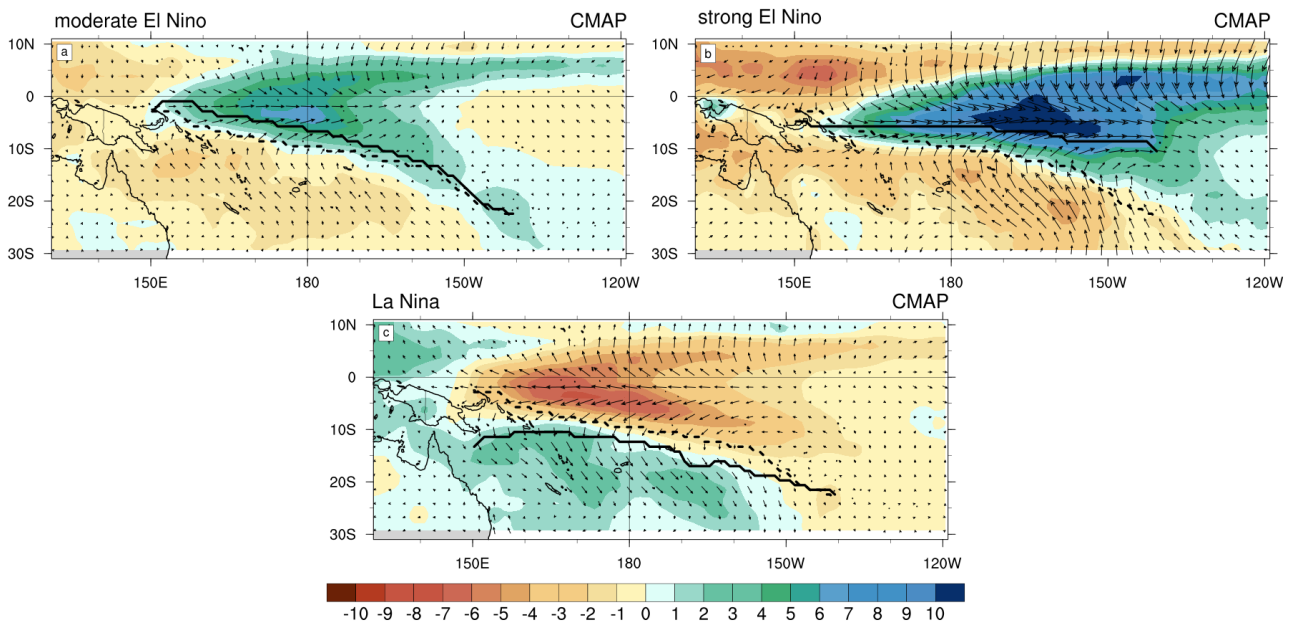 moderate El Nino CMAP
a
10N
0
10S
20S
30S
150E 180 150W 120W
strong El Nino CMAP
b
10N
0
10S
20S
30S
150E 180 150W 120W
La Nina CMAP
c
10N
0
10S
20S
30S
150E 180 150W 120W
-10 -9 -8 -7 -6 -5 -4 -3 -2 -1 0 1 2 3 4 5 6 7 8 9 10